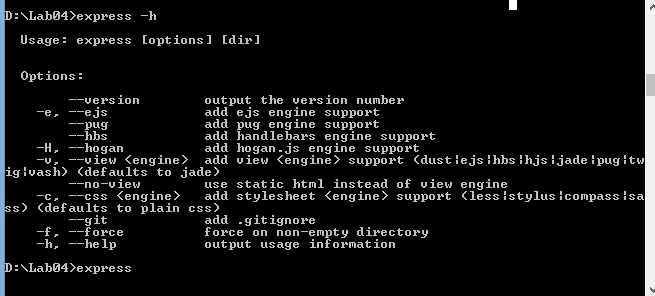 D:\Lab04>express -h
Usage: express [options] [dir]
Options:
--version output the version number
-e, --ejs add ejs engine support
--pug add pug engine support
--hbs add handlebars engine support
-H, --hogan add hogan.js engine support
-v, --view <engine> add view <engine> support (dust|ejs|hbs|hjs|jade|pug|tw
ig|vash) (defaults to jade)
--no-view use static html instead of view engine
-c, --css <engine> add stylesheet <engine> support (less|stylus|compass|sa
ss) (defaults to plain css)
--git add .gitignore
-f, --force force on non-empty directory
-h, --help output usage information
D:\Lab04>express